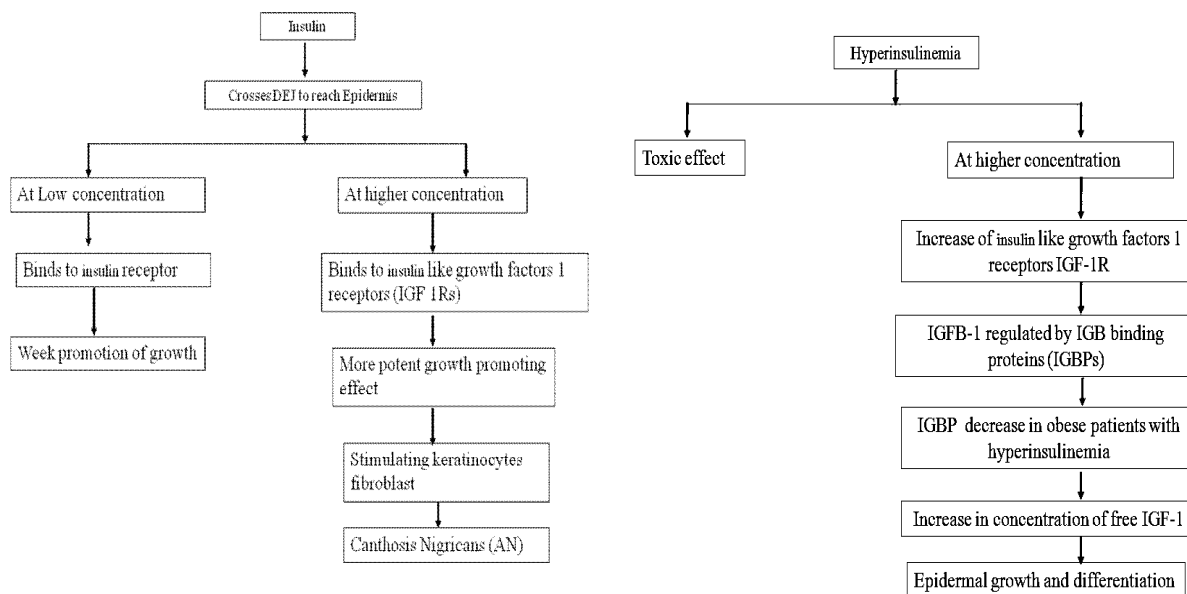 Insulin
Crosses DEJ to reach Epidermis
At Low concentration
At higher concentration
Binds to insulin receptor
Binds to insulin like growth factors 1
receptors (IGF 1Rs)
Week promotion of growth
More potent growth promoting
effect
Stimulating keratinocytes
fibroblast
Canthosis Nigricans (AN)
Hyperinsulinemia
Toxic effect
At higher concentration
Increase of insulin like growth factors 1
receptors IGF-1R
IGFB-1 regulated by IGB binding
proteins (IGBPs)
IGBP decrease in obese patients with
hyperinsulinemia
Increase in concentration of free IGF-1
Epidermal growth and differentiation